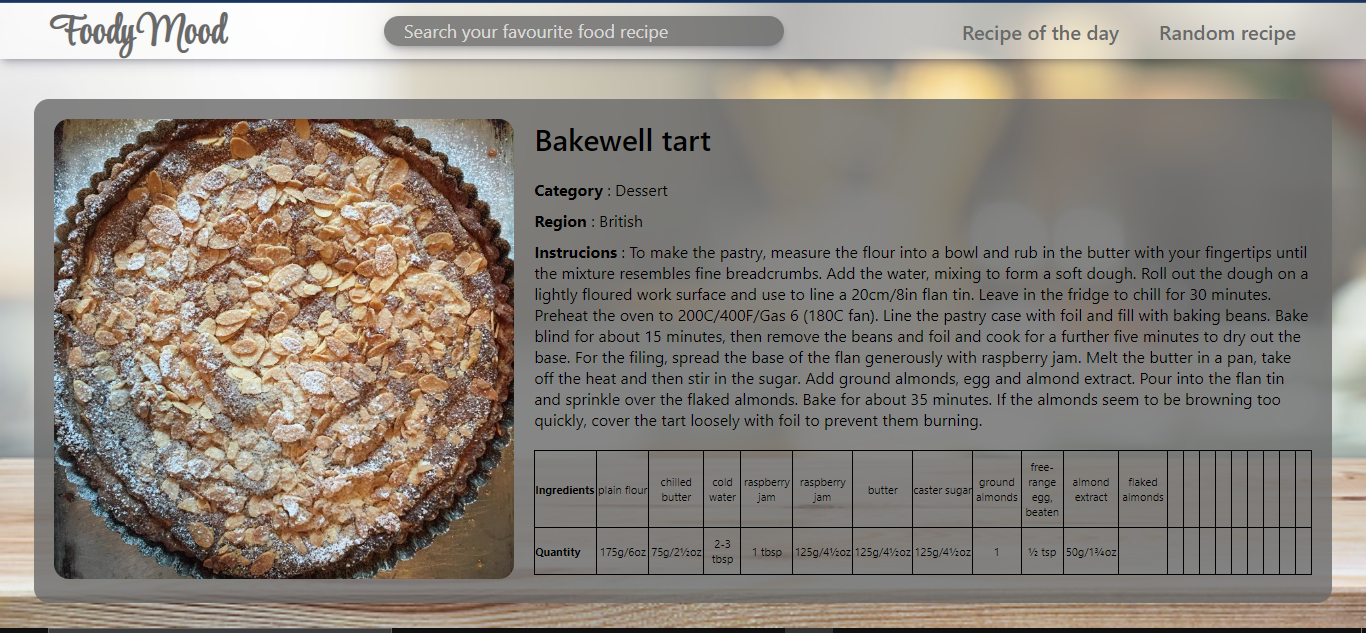 FoodyMood
Search your favourite food recipe
Recipe of the day
Random recipe
Bakewell tart
Category : Dessert
Region : British
Instrucions : To make the pastry, measure the flour into a bowl and rub in the butter with your fingertips until
the mixture resembles fine breadcrumbs. Add the water, mixing to form a soft dough. Roll out the dough on a
lightly floured work surface and use to line a 20cm/8in flan tin. Leave in the fridge to chill for 30 minutes.
Preheat the oven to 200C/400F/Gas 6 (180C fan). Line the pastry case with foil and fill with baking beans. Bake
blind for about 15 minutes, then remove the beans and foil and cook for a further five minutes to dry out the
base. For the filing, spread the base of the flan generously with raspberry jam. Melt the butter in a pan, take
off the heat and then stir in the sugar. Add ground almonds, egg and almond extract. Pour into the flan tin
and sprinkle over the flaked almonds. Bake for about 35 minutes. If the almonds seem to be browning too
quickly, cover the tart loosely with foil to prevent them burning.
Ingredients plain flour chilled butter cold water raspberry jam raspberry jam butter caster sugar ground almonds free-range egg, beaten almond extract flaked almonds
Quantity 175g/6oz 75g/2½oz 2-3 tbsp 1 tbsp 125g/4½oz 125g/4½oz 125g/4½oz 1 ½ tsp 50g/1¾oz